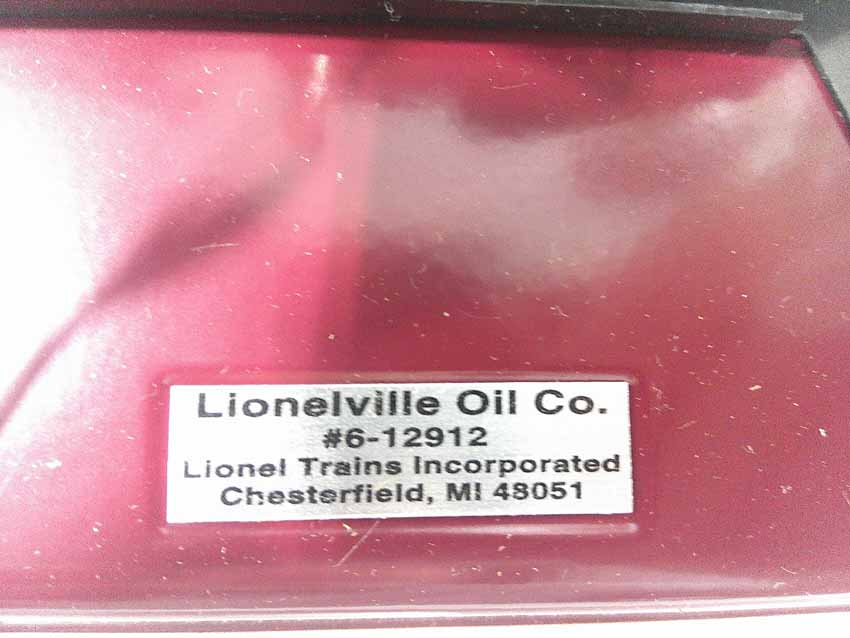 Lionelville Oil Co.
#6-12912
Lionel Trains Incorporated
Chesterfield, MI 48051